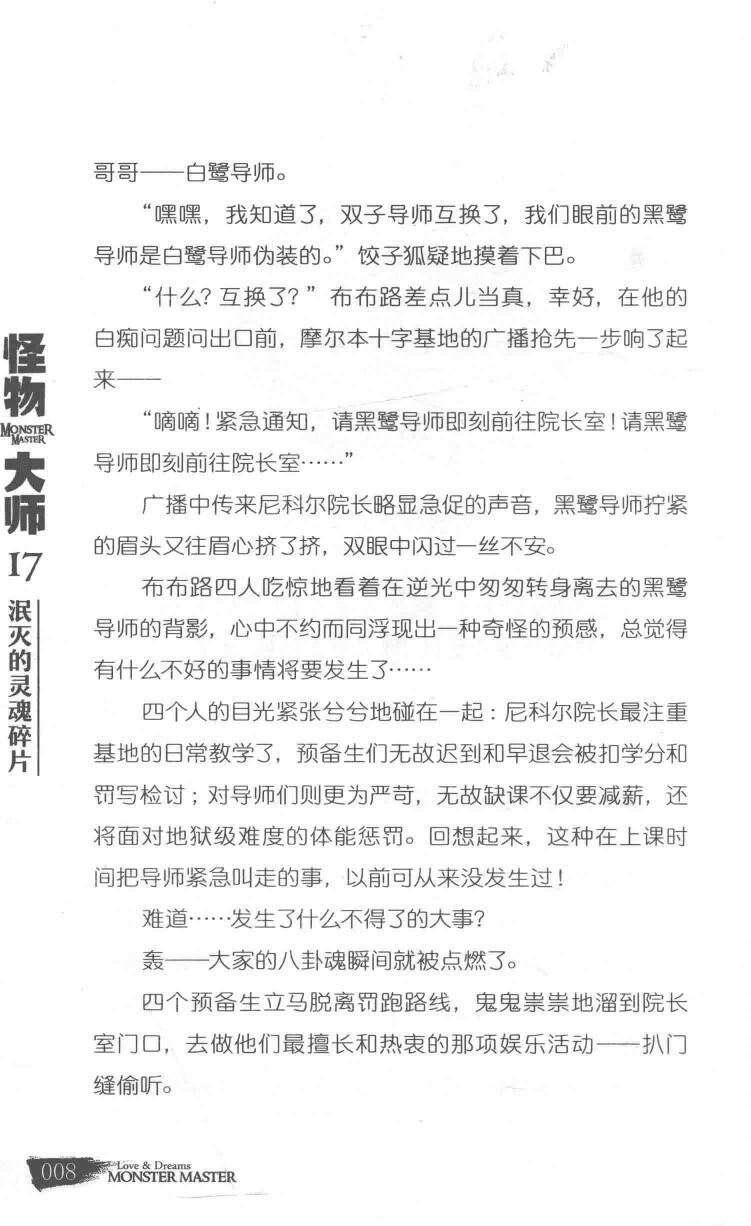 哥哥——白鹭导师。
“嘿嘿，我知道了，双子导师互换了，我们眼前的黑鹭
导师是白鹭导师伪装的。”饺子狐疑地摸着下巴。
“什么？互换了？”布布路差点儿当真，幸好，在他的
白痴问题问出口前，摩尔本十字基地的广播抢先一步响了起
来——
“嘀嘀！紧急通知，请黑鹭导师即刻前往院长室！请黑鹭
导师即刻前往院长室……”
广播中传来尼科尔院长略显急促的声音，黑鹭导师拧紧
的眉头又往眉心挤了挤，双眼中闪过一丝不安。
布布路四人吃惊地看着在逆光中匆匆转身离去的黑鹭
导师的背影，心中不约而同浮现出一种奇怪的预感，总觉得
有什么不好的事情将要发生了……
四个人的目光紧张兮兮地碰在一起：尼科尔院长最注重
基地的日常教学了，预备生们无故迟到和早退会被扣学分和
罚写检讨；对导师们则更为严苛，无故缺课不仅要减薪，还
将面对地狱级难度的体能惩罚。回想起来，这种在上课时
间把导师紧急叫走的事，以前可从来没发生过！
难道……发生了什么不得了的大事？
轰——大家的八卦魂瞬间就被点燃了。
四个预备生立马脱离罚跑路线，鬼鬼祟祟地溜到院长
室门口，去做他们最擅长和热衷的那项娱乐活动——扒门
缝偷听。
怪物
MONSTER
MASTER
大师
17
泯灭的灵魂碎片
008
Love & Dreams
MONSTER MASTER